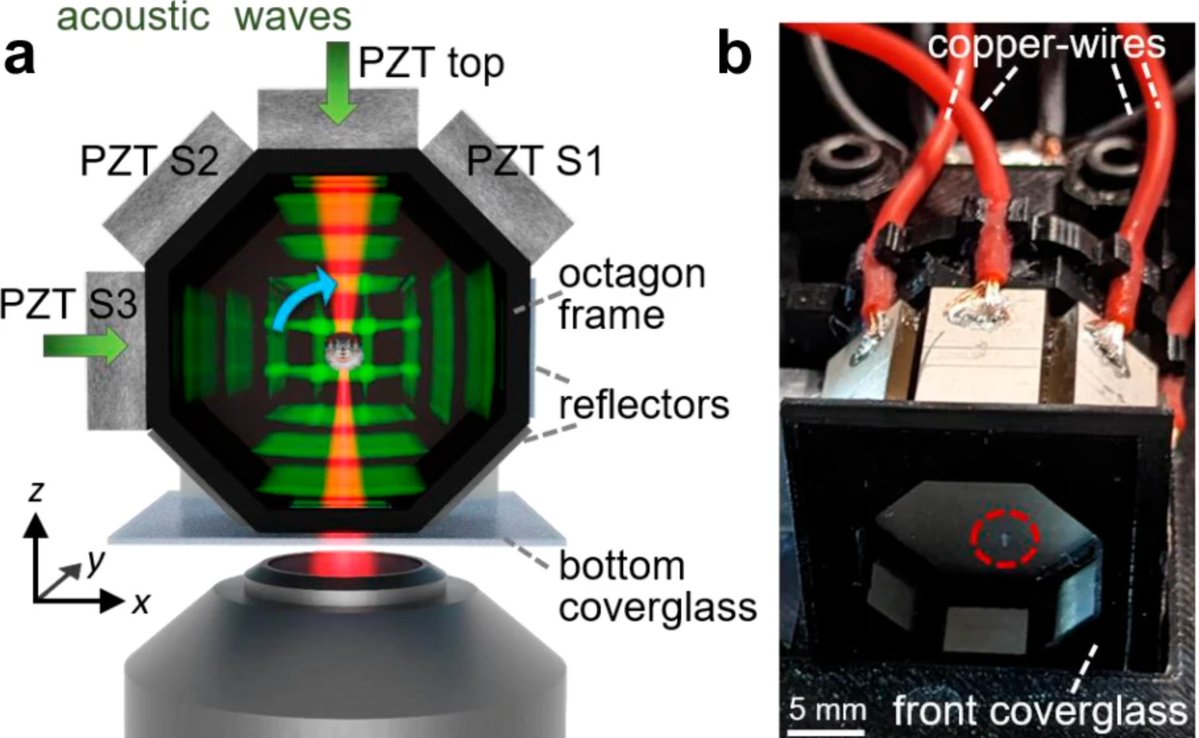 acoustic waves
a
PZT top
PZT S2
PZT S1
PZT S3
octagon
frame
reflectors
z
y
x
bottom
coverglass
b
copper-wires
5 mm
front coverglass